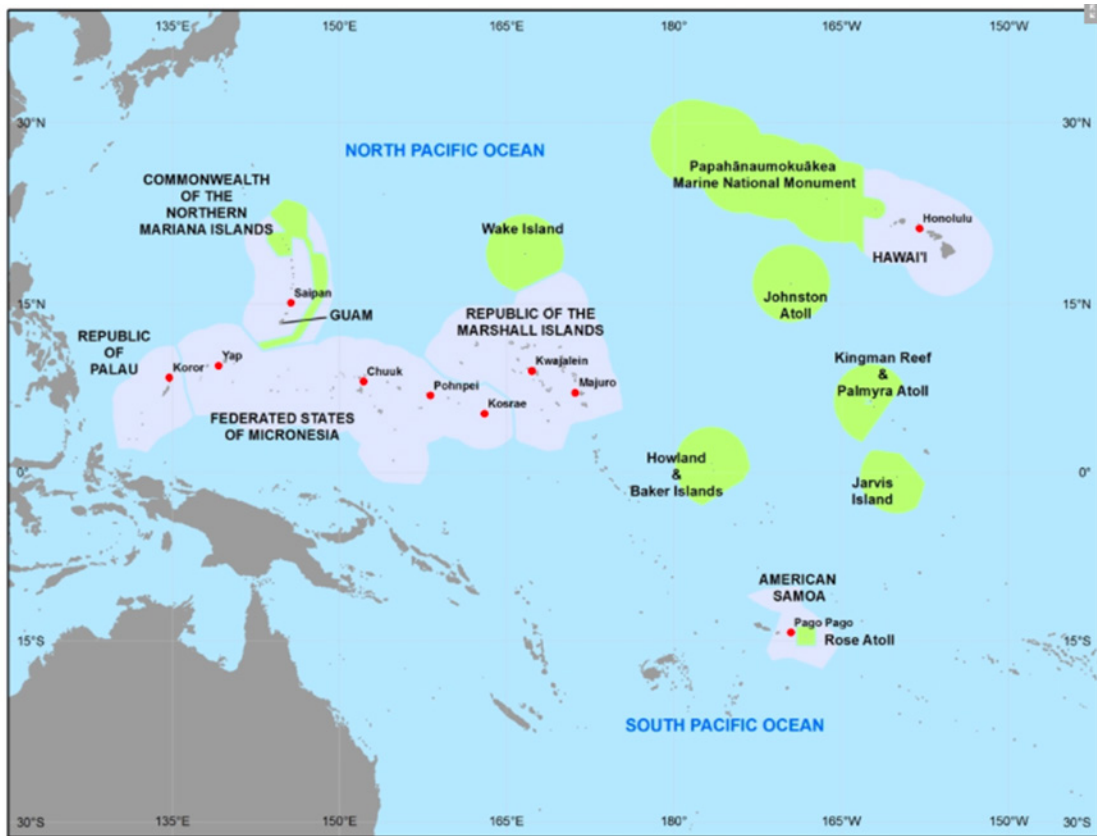 135°E 150°E 165°E 180° 165°W 150°W
30°N 30°N
NORTH PACIFIC OCEAN
Papahānaumokuākea
Marine National Monument
COMMONWEALTH
OF THE
NORTHERN
MARIANA ISLANDS
Wake Island
Honolulu
HAWAI'I
Saipan
GUAM
15°N
Johnston
Atoll
REPUBLIC OF THE
MARSHALL ISLANDS
REPUBLIC
OF
PALAU
Koror
Yap
Chuuk
Pohnpei
Kosrae
Kwajalein
Majuro
Kingman Reef
&
Palmyra Atoll
FEDERATED STATES
OF MICRONESIA
Howland
&
Baker Islands
Jarvis
Island
0° 0°
AMERICAN
SAMOA
Pago Pago
Rose Atoll
15°S 15°S
SOUTH PACIFIC OCEAN
30°S 30°S
135°E 150°E 165°E 180° 165°W 150°W